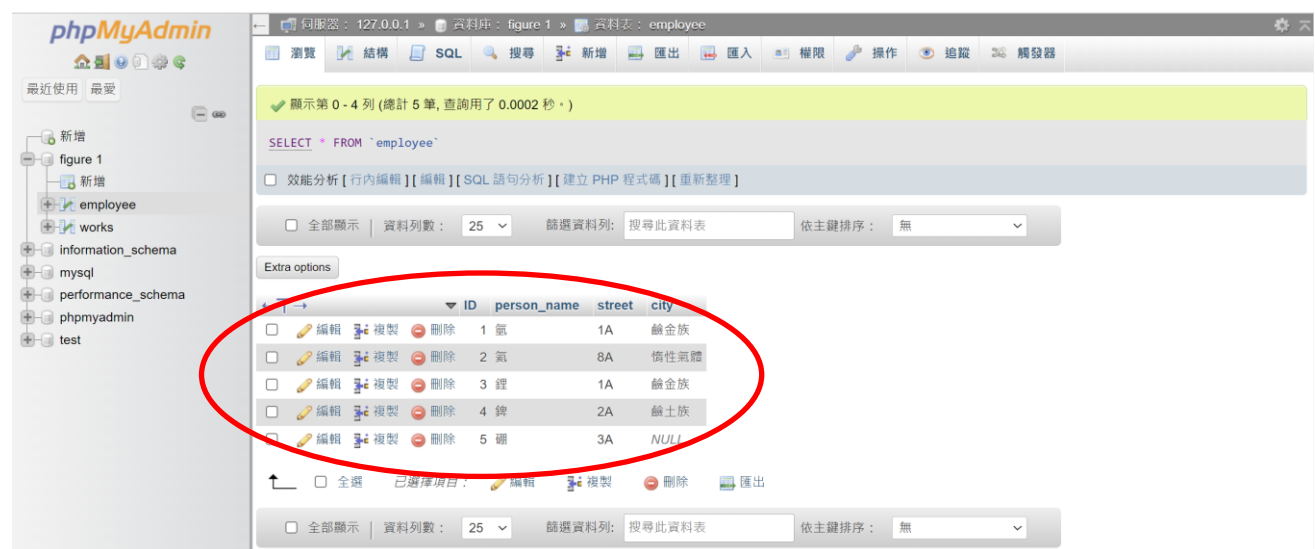 phpMyAdmin
最近使用 最愛
新增
figure 1
新增
employee
works
information_schema
mysql
performance_schema
phpmyadmin
test
伺服器： 127.0.0.1 » 資料庫： figure 1 » 資料表： employee
瀏覽 結構 SQL 搜尋 新增 匯出 匯入 權限 操作 追蹤 觸發器
顯示第 0 - 4 列 (總計 5 筆, 查詢用了 0.0002 秒。)
SELECT * FROM `employee`
效能分析 [ 行內編輯 ] [ 編輯 ] [ SQL 語句分析 ] [ 建立 PHP 程式碼 ] [ 重新整理 ]
全部顯示 | 資料列數： 25 篩選資料列: 搜尋此資料表 依主鍵排序： 無
Extra options
←T→ ID person_name street city
編輯 複製 刪除 1 氫 1A 鹼金族
編輯 複製 刪除 2 氦 8A 惰性氣體
編輯 複製 刪除 3 鋰 1A 鹼金族
編輯 複製 刪除 4 鈹 2A 鹼土族
編輯 複製 刪除 5 硼 3A NULL
全選 已選擇項目： 編輯 複製 刪除 匯出
全部顯示 | 資料列數： 25 篩選資料列: 搜尋此資料表 依主鍵排序： 無